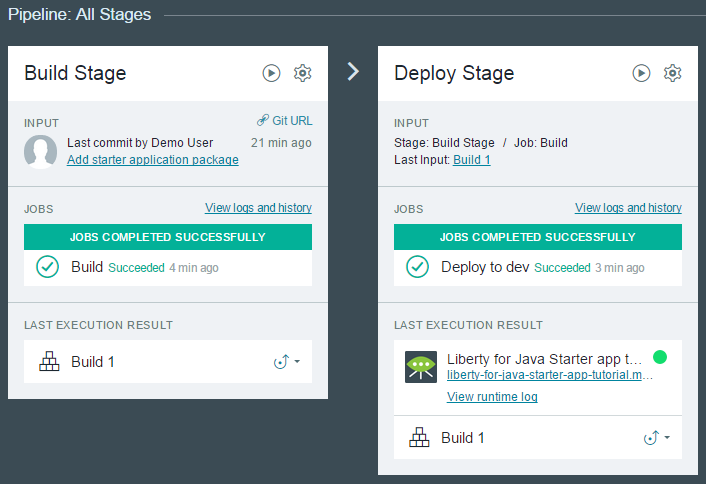 Pipeline: All Stages
Build Stage
INPUT
Git URL
Last commit by Demo User
21 min ago
Add starter application package
JOBS
View logs and history
JOBS COMPLETED SUCCESSFULLY
Build Succeeded 4 min ago
LAST EXECUTION RESULT
Build 1
Deploy Stage
INPUT
Stage: Build Stage / Job: Build
Last Input: Build 1
JOBS
View logs and history
JOBS COMPLETED SUCCESSFULLY
Deploy to dev Succeeded 3 min ago
LAST EXECUTION RESULT
Liberty for Java Starter app t...
liberty-for-java-starter-app-tutorial.m...
View runtime log
Build 1